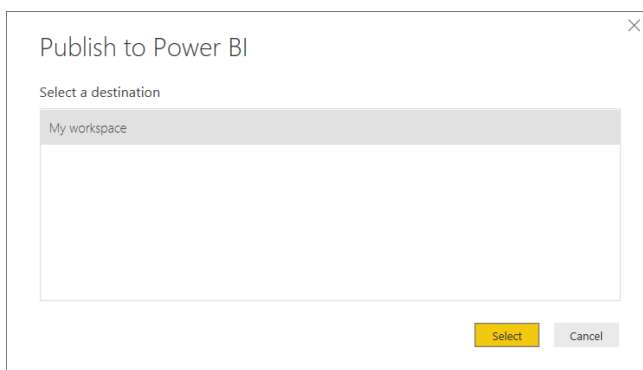 Publish to Power BI
Select a destination
My workspace
Select Cancel